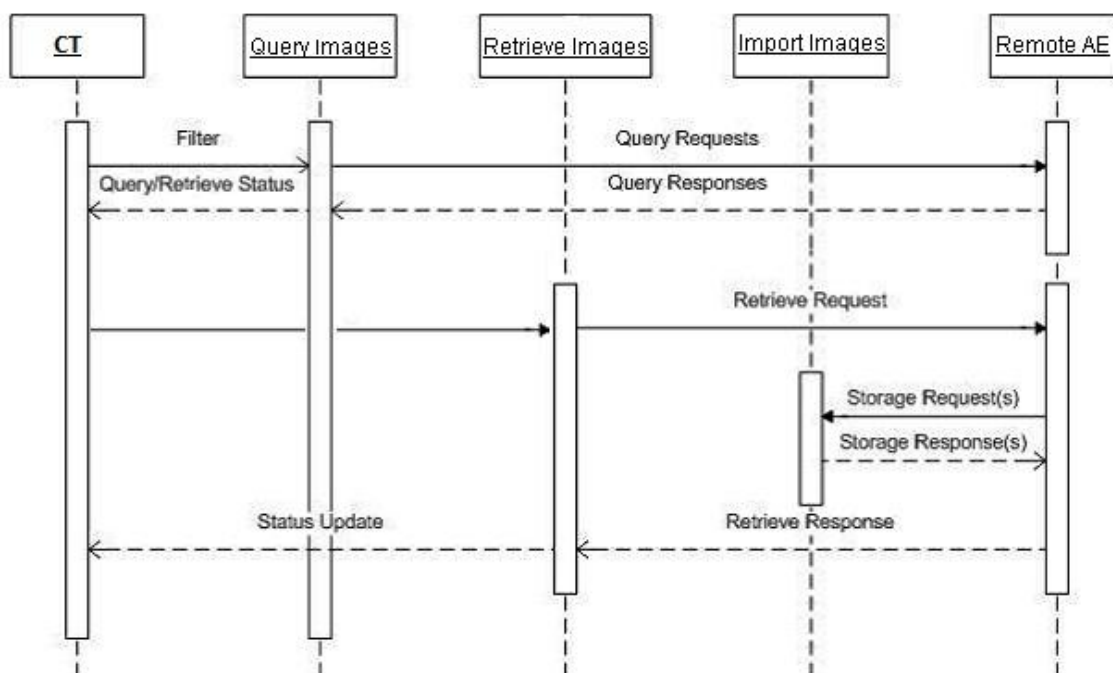 CT
Query Images
Retrieve Images
Import Images
Remote AE
Filter
Query Requests
Query/Retrieve Status
Query Responses
Retrieve Request
Storage Request(s)
Storage Response(s)
Status Update
Retrieve Response